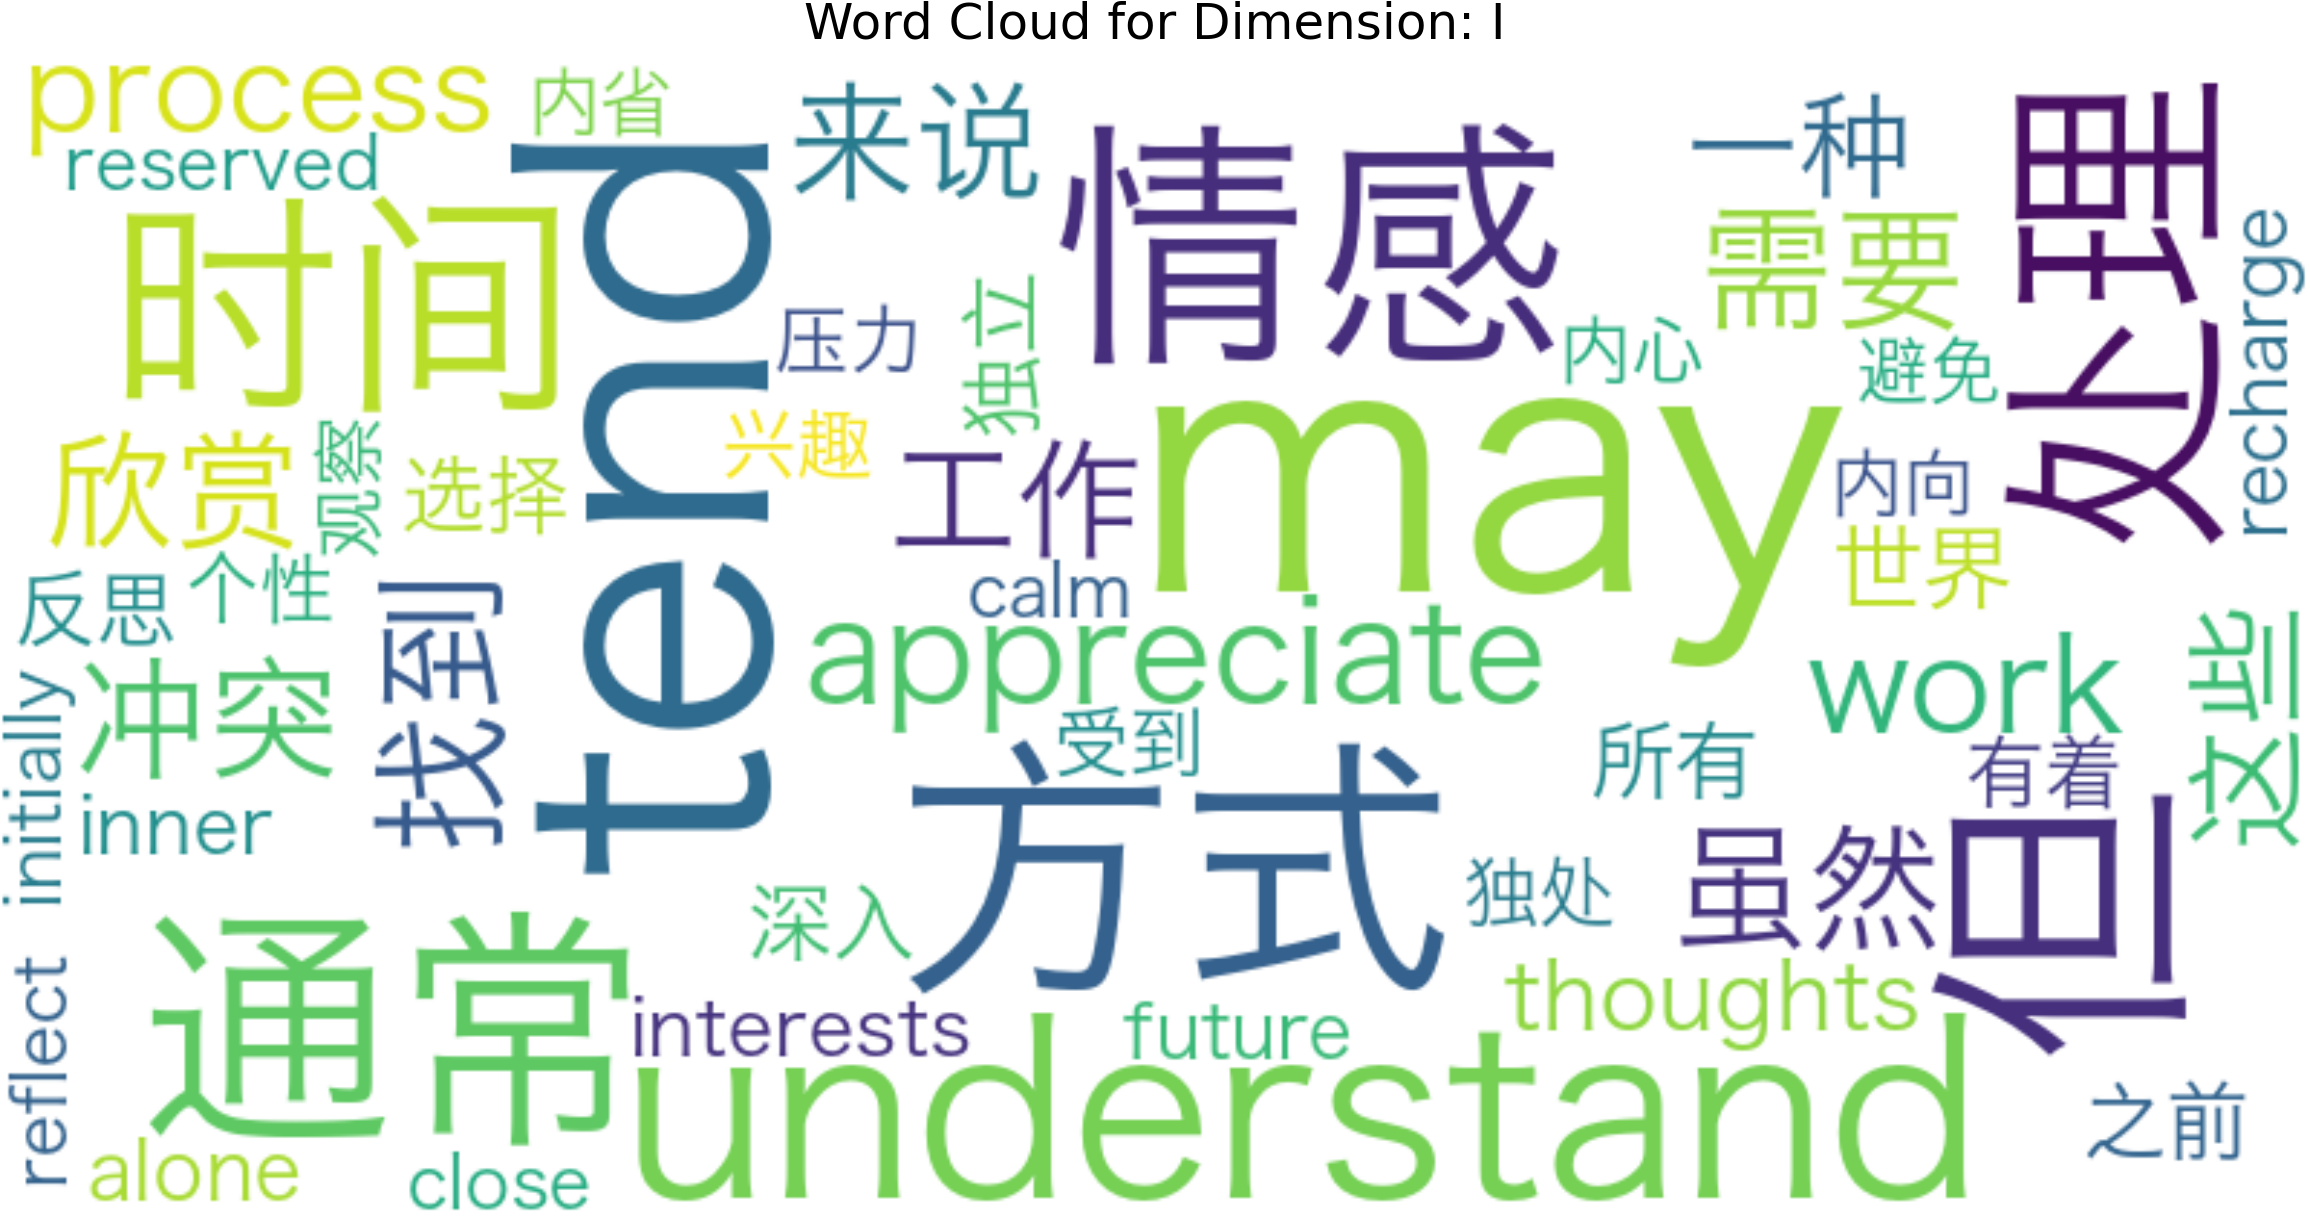 Word Cloud for Dimension: I
process
内省
reserved
来说
一种
处理
时间
tend
情感
需要
recharge
压力
独立
内心
避免
欣赏
观察
选择
兴趣
工作
may
内向
世界
反思
个性
找到
calm
appreciate
work
这些
initially
冲突
受到
所有
有着
inner
方式
独处
虽然
但
通常
深入
reflect
interests
future
thoughts
understand
之前
alone
close